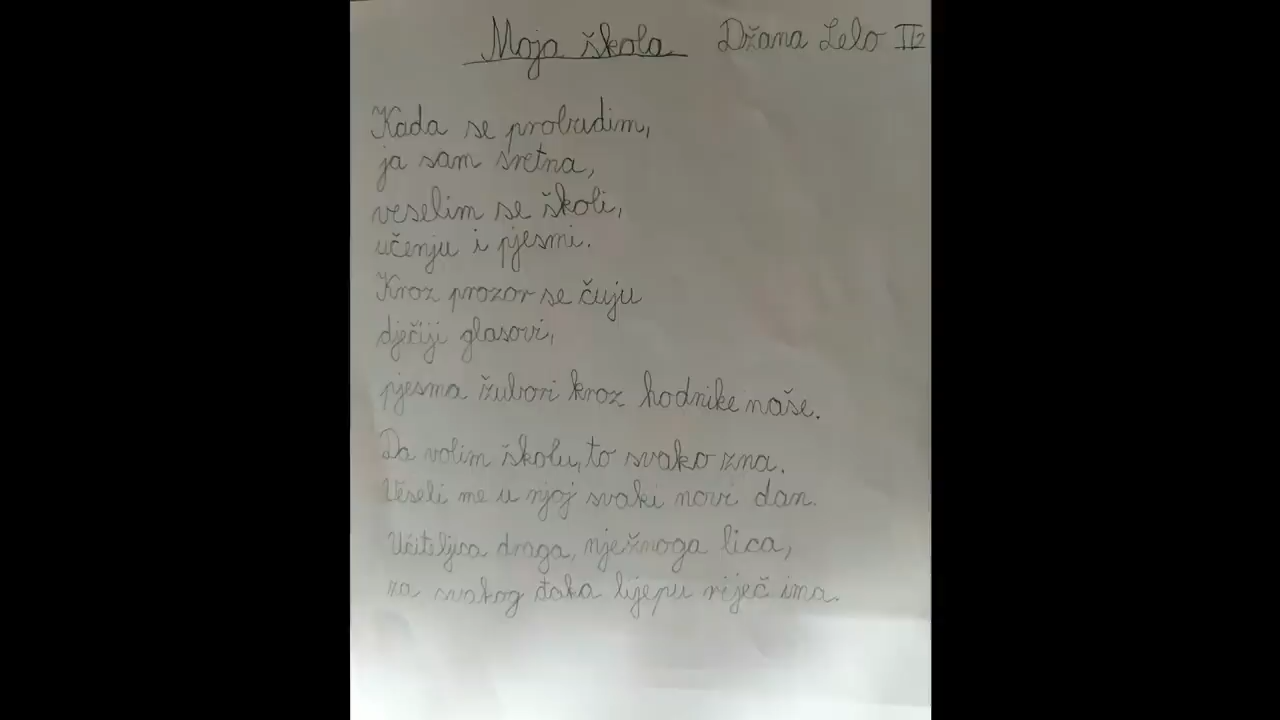 Moja škola Džana Lelo II2
Kada se probudim,
ja sam sretna,
veselim se školi,
učenju i pjesmi.
Kroz prozor se čuju
dječiji glasovi,
pjesma žubori kroz hodnike naše.
Da volim školu, to svako zna.
Veseli me u njoj svaki novi dan.
Učiteljica draga, nježnoga lica,
za svakog đaka lijepu riječ ima.